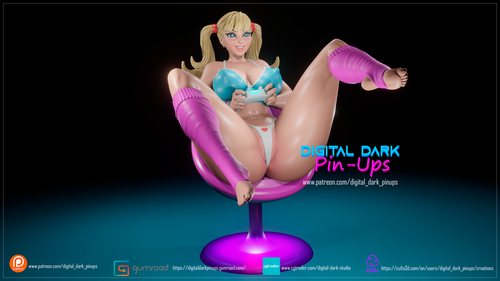 DIGITAL DARK
Pin-Ups
www.patreon.com/digital_dark_pinups
www.patreon.com/digital_dark_pinups
gumroad
https://digitaldarkpinups.gumroad.com/
cgtrader
www.cgtrader.com/digital-dark-studio
https://cults3d.com/en/users/digital_dark_pinups/creations